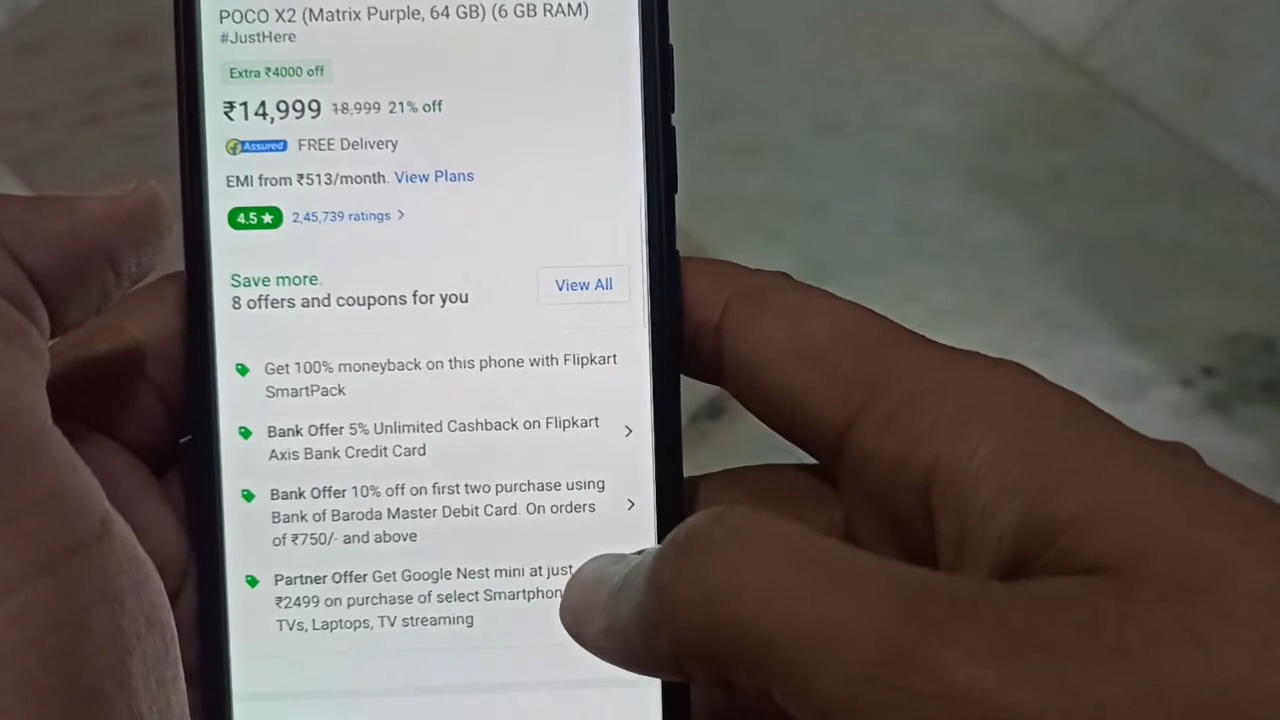 POCO X2 (Matrix Purple, 64 GB) (6 GB RAM)
#JustHere
Extra ₹4000 off
₹14,999 18,999 21% off
Assured FREE Delivery
EMI from ₹513/month. View Plans
4.5★ 2,45,739 ratings >
Save more.
8 offers and coupons for you
View All
Get 100% moneyback on this phone with Flipkart
SmartPack
Bank Offer 5% Unlimited Cashback on Flipkart
Axis Bank Credit Card
Bank Offer 10% off on first two purchase using
Bank of Baroda Master Debit Card. On orders
of ₹750/- and above
Partner Offer Get Google Nest mini at just
₹2499 on purchase of select Smartphon
TVs, Laptops, TV streaming